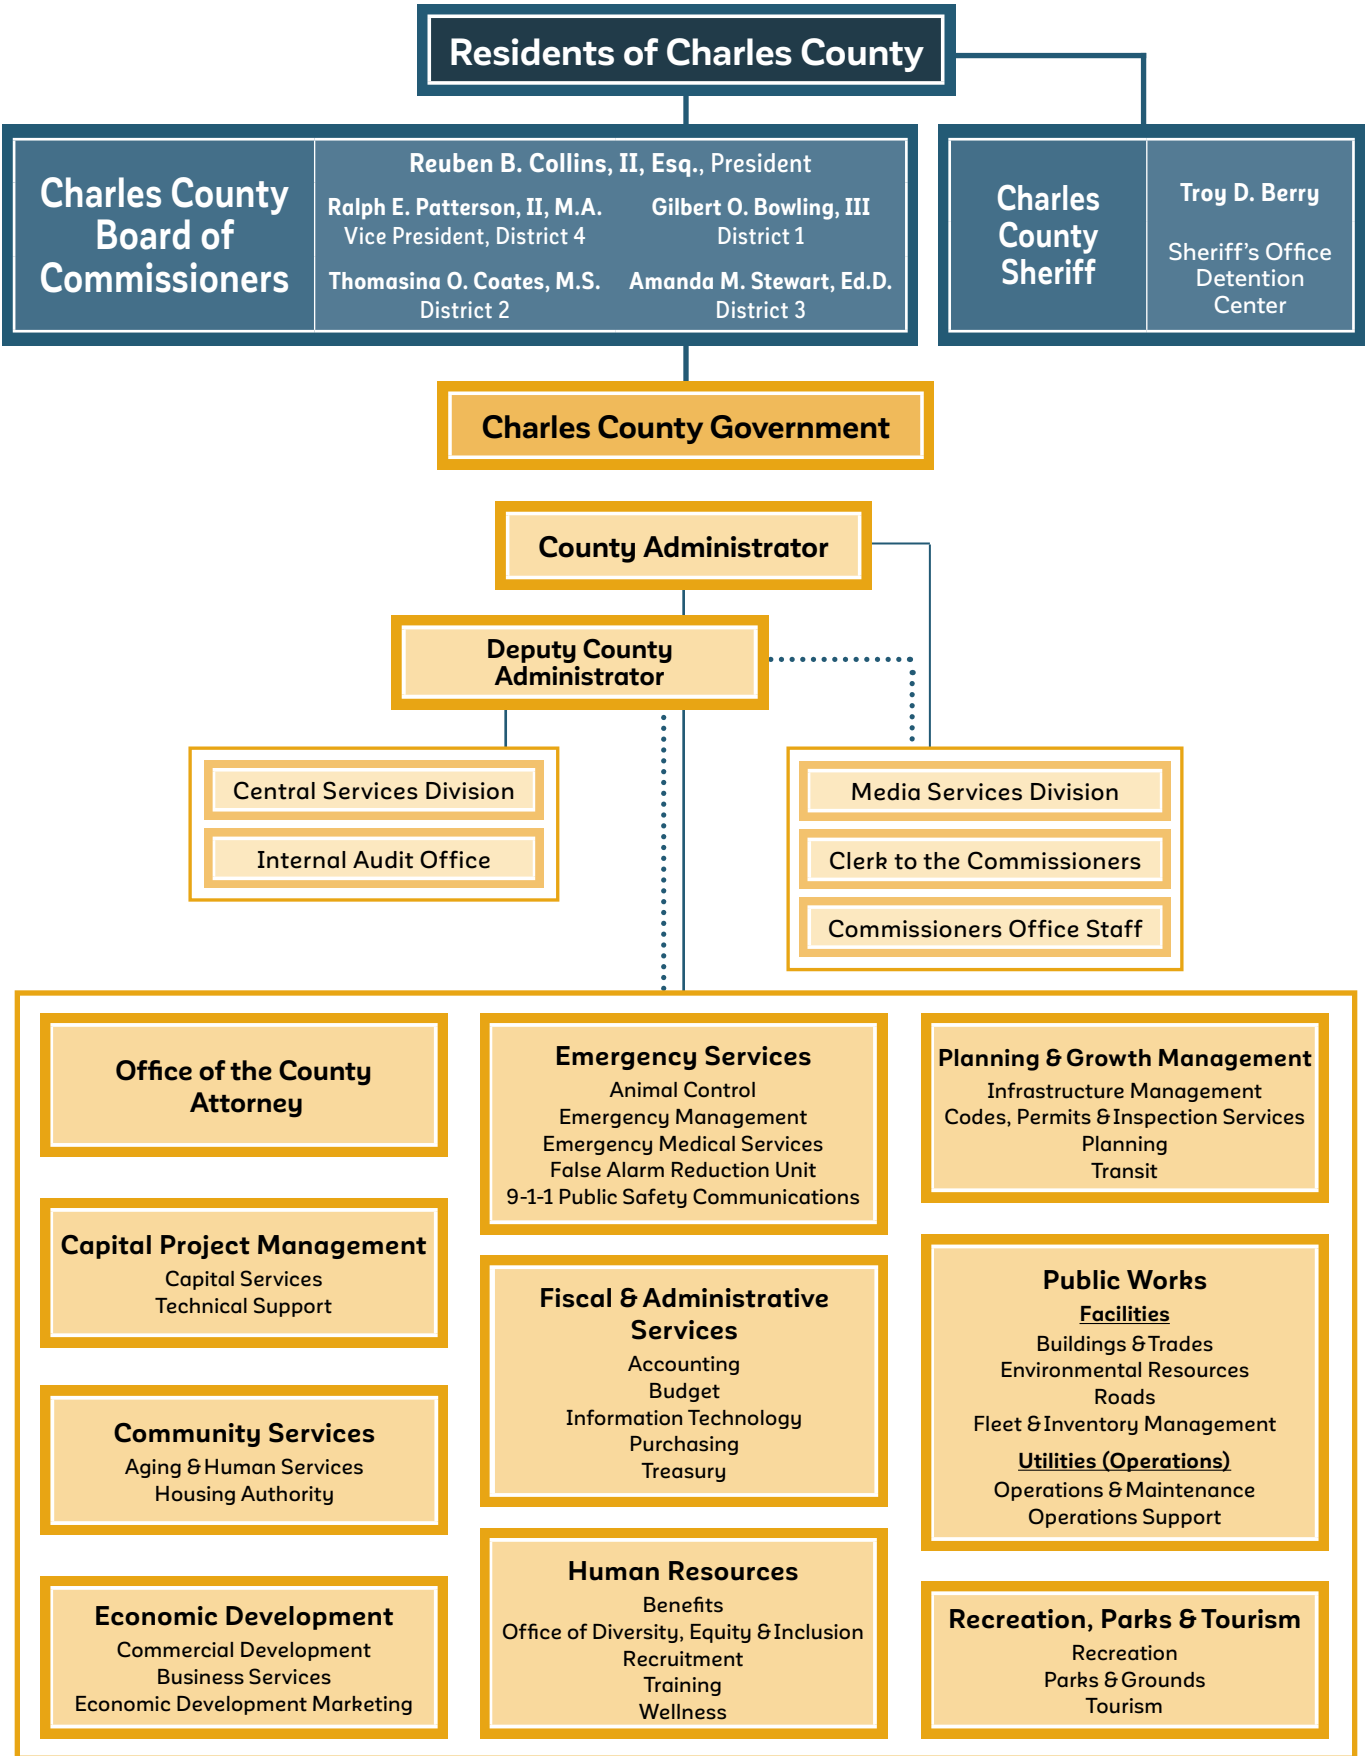 Residents of Charles County
Charles County
Board of
Commissioners
Reuben B. Collins, II, Esq., President
Ralph E. Patterson, II, M.A.
Vice President, District 4
Gilbert O. Bowling, III
District 1
Thomasina O. Coates, M.S.
District 2
Amanda M. Stewart, Ed.D.
District 3
Charles
County
Sheriff
Troy D. Berry
Sheriff's Office
Detention
Center
Charles County Government
County Administrator
Deputy County
Administrator
Central Services Division
Internal Audit Office
Media Services Division
Clerk to the Commissioners
Commissioners Office Staff
Office of the County
Attorney
Capital Project Management
Capital Services
Technical Support
Community Services
Aging & Human Services
Housing Authority
Economic Development
Commercial Development
Business Services
Economic Development Marketing
Emergency Services
Animal Control
Emergency Management
Emergency Medical Services
False Alarm Reduction Unit
9-1-1 Public Safety Communications
Fiscal & Administrative
Services
Accounting
Budget
Information Technology
Purchasing
Treasury
Human Resources
Benefits
Office of Diversity, Equity & Inclusion
Recruitment
Training
Wellness
Planning & Growth Management
Infrastructure Management
Codes, Permits & Inspection Services
Planning
Transit
Public Works
Facilities
Buildings & Trades
Environmental Resources
Roads
Fleet & Inventory Management
Utilities (Operations)
Operations & Maintenance
Operations Support
Recreation, Parks & Tourism
Recreation
Parks & Grounds
Tourism